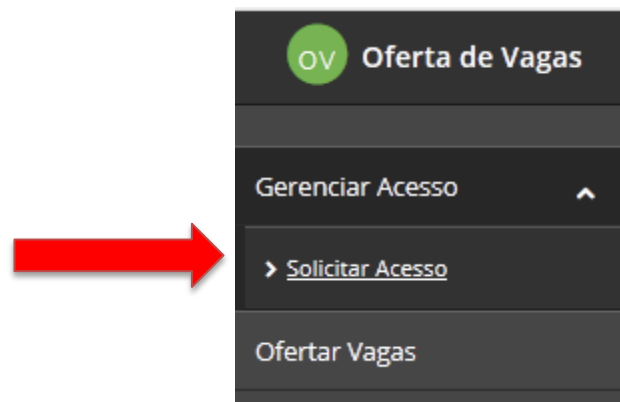 OV Oferta de Vagas
Gerenciar Acesso
Solicitar Acesso
Ofertar Vagas